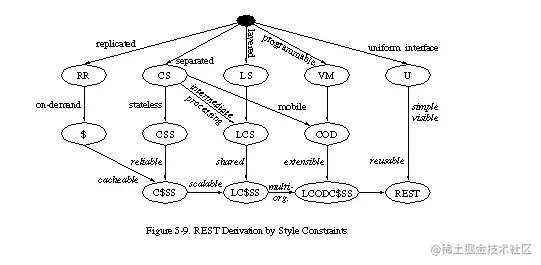 replicated
separated
layered
programmable
uniform interface
RR
CS
LS
VM
U
on-demand
stateless
intermediate
processing
mobile
simple
visible
$
CSS
LCS
COD
cacheable
reliable
shared
extensible
reusable
C$SS
scalable
LC$SS
multi-
org.
LCODC$SS
REST
Figure 5-9. REST Derivation by Style Constraints
@稀土掘金技术社区